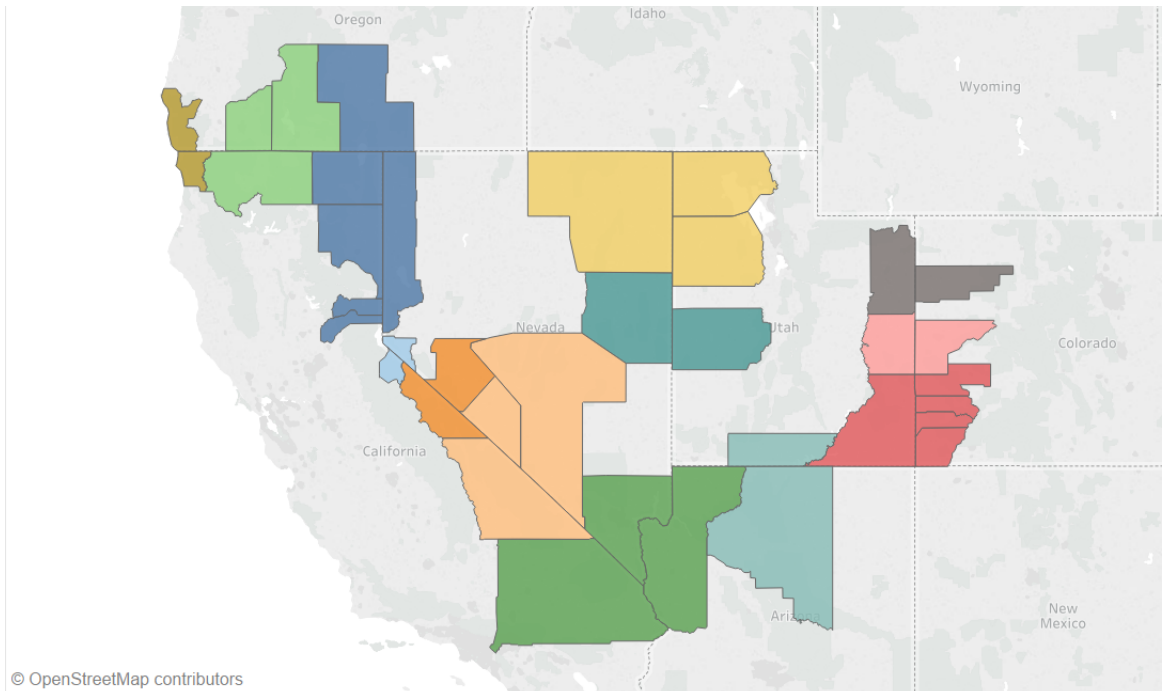 Oregon
Idaho
Wyoming
Nevada
Utah
Colorado
California
Arizona
New
Mexico
© OpenStreetMap contributors